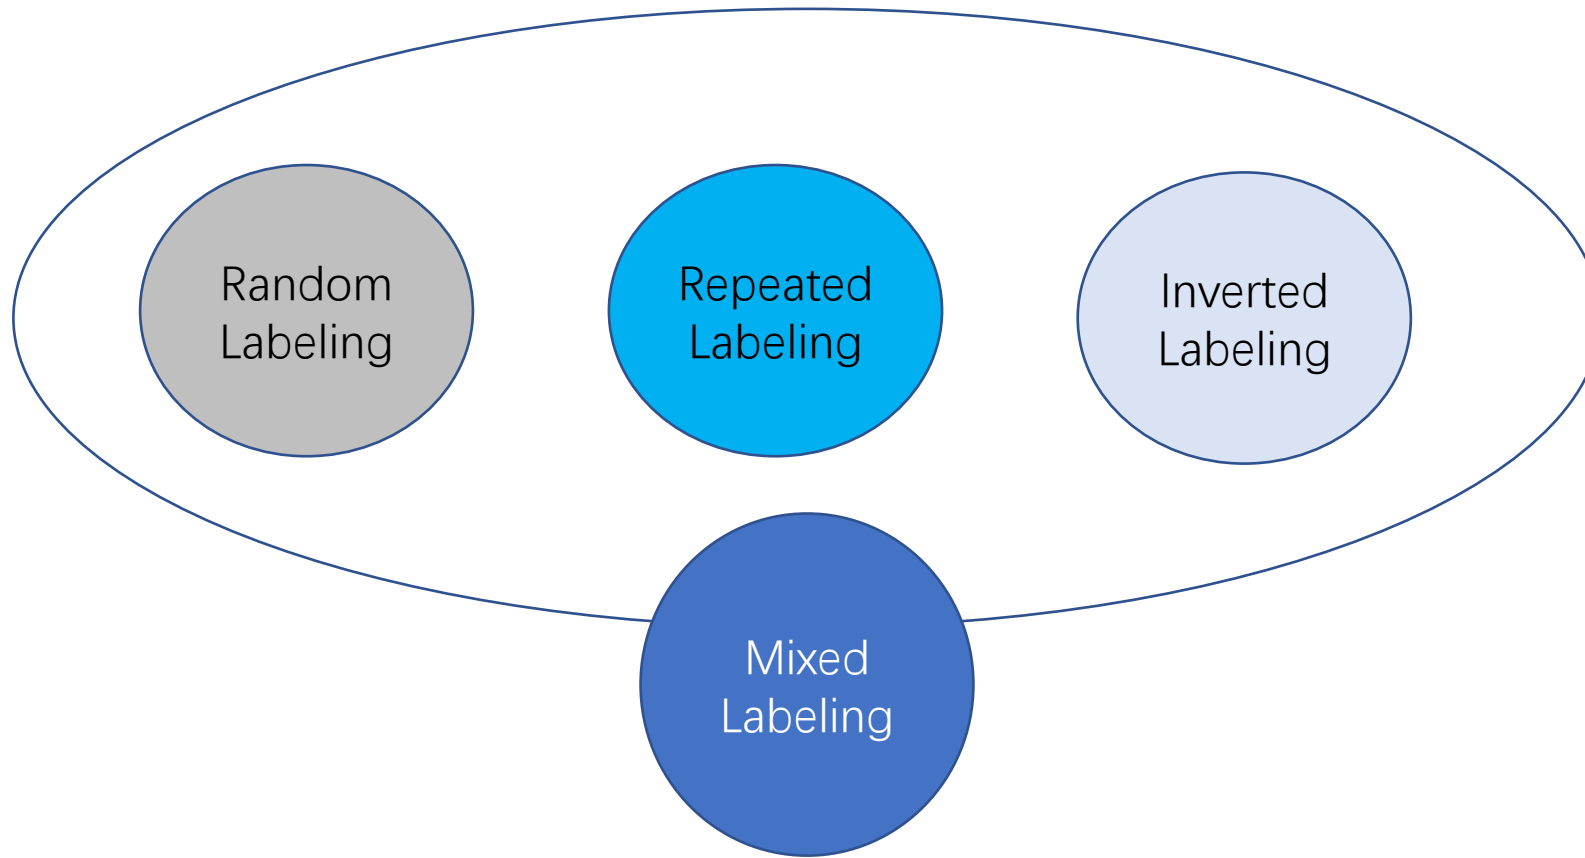 Random
Labeling
Repeated
Labeling
Inverted
Labeling
Mixed
Labeling